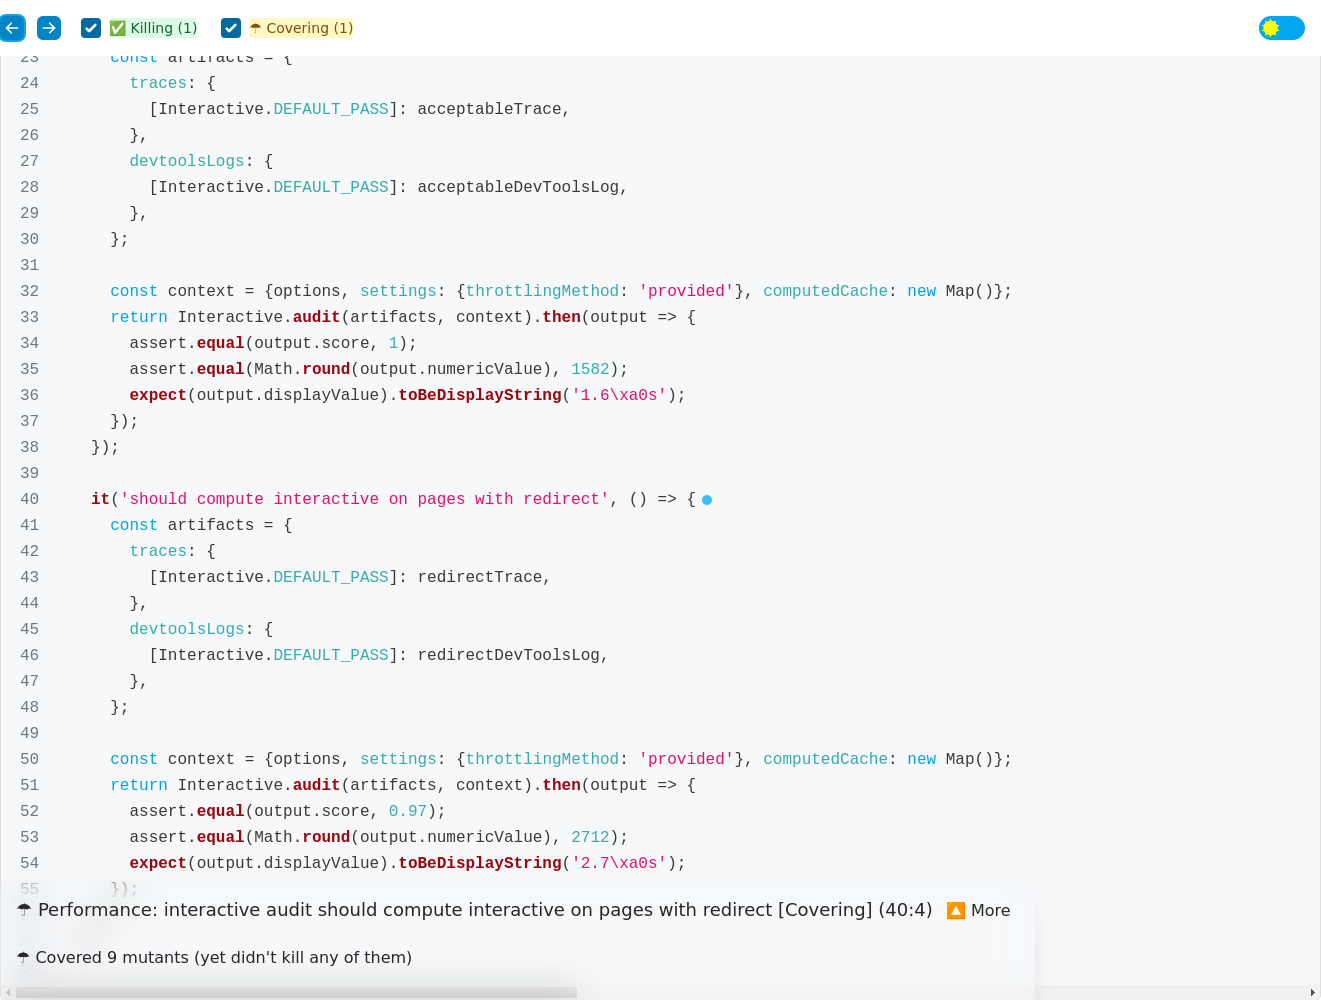 ✅ Killing (1) ☂ Covering (1)
23 const artifacts = {
24 traces: {
25 [Interactive.DEFAULT_PASS]: acceptableTrace,
26 },
27 devtoolsLogs: {
28 [Interactive.DEFAULT_PASS]: acceptableDevToolsLog,
29 },
30 };
31
32 const context = {options, settings: {throttlingMethod: 'provided'}, computedCache: new Map()};
33 return Interactive.audit(artifacts, context).then(output => {
34 assert.equal(output.score, 1);
35 assert.equal(Math.round(output.numericValue), 1582);
36 expect(output.displayValue).toBeDisplayString('1.6\xa0s');
37 });
38 });
39
40 it('should compute interactive on pages with redirect', () => {
41 const artifacts = {
42 traces: {
43 [Interactive.DEFAULT_PASS]: redirectTrace,
44 },
45 devtoolsLogs: {
46 [Interactive.DEFAULT_PASS]: redirectDevToolsLog,
47 },
48 };
49
50 const context = {options, settings: {throttlingMethod: 'provided'}, computedCache: new Map()};
51 return Interactive.audit(artifacts, context).then(output => {
52 assert.equal(output.score, 0.97);
53 assert.equal(Math.round(output.numericValue), 2712);
54 expect(output.displayValue).toBeDisplayString('2.7\xa0s');
55 });
☂ Performance: interactive audit should compute interactive on pages with redirect [Covering] (40:4) 🔼 More
☂ Covered 9 mutants (yet didn't kill any of them)